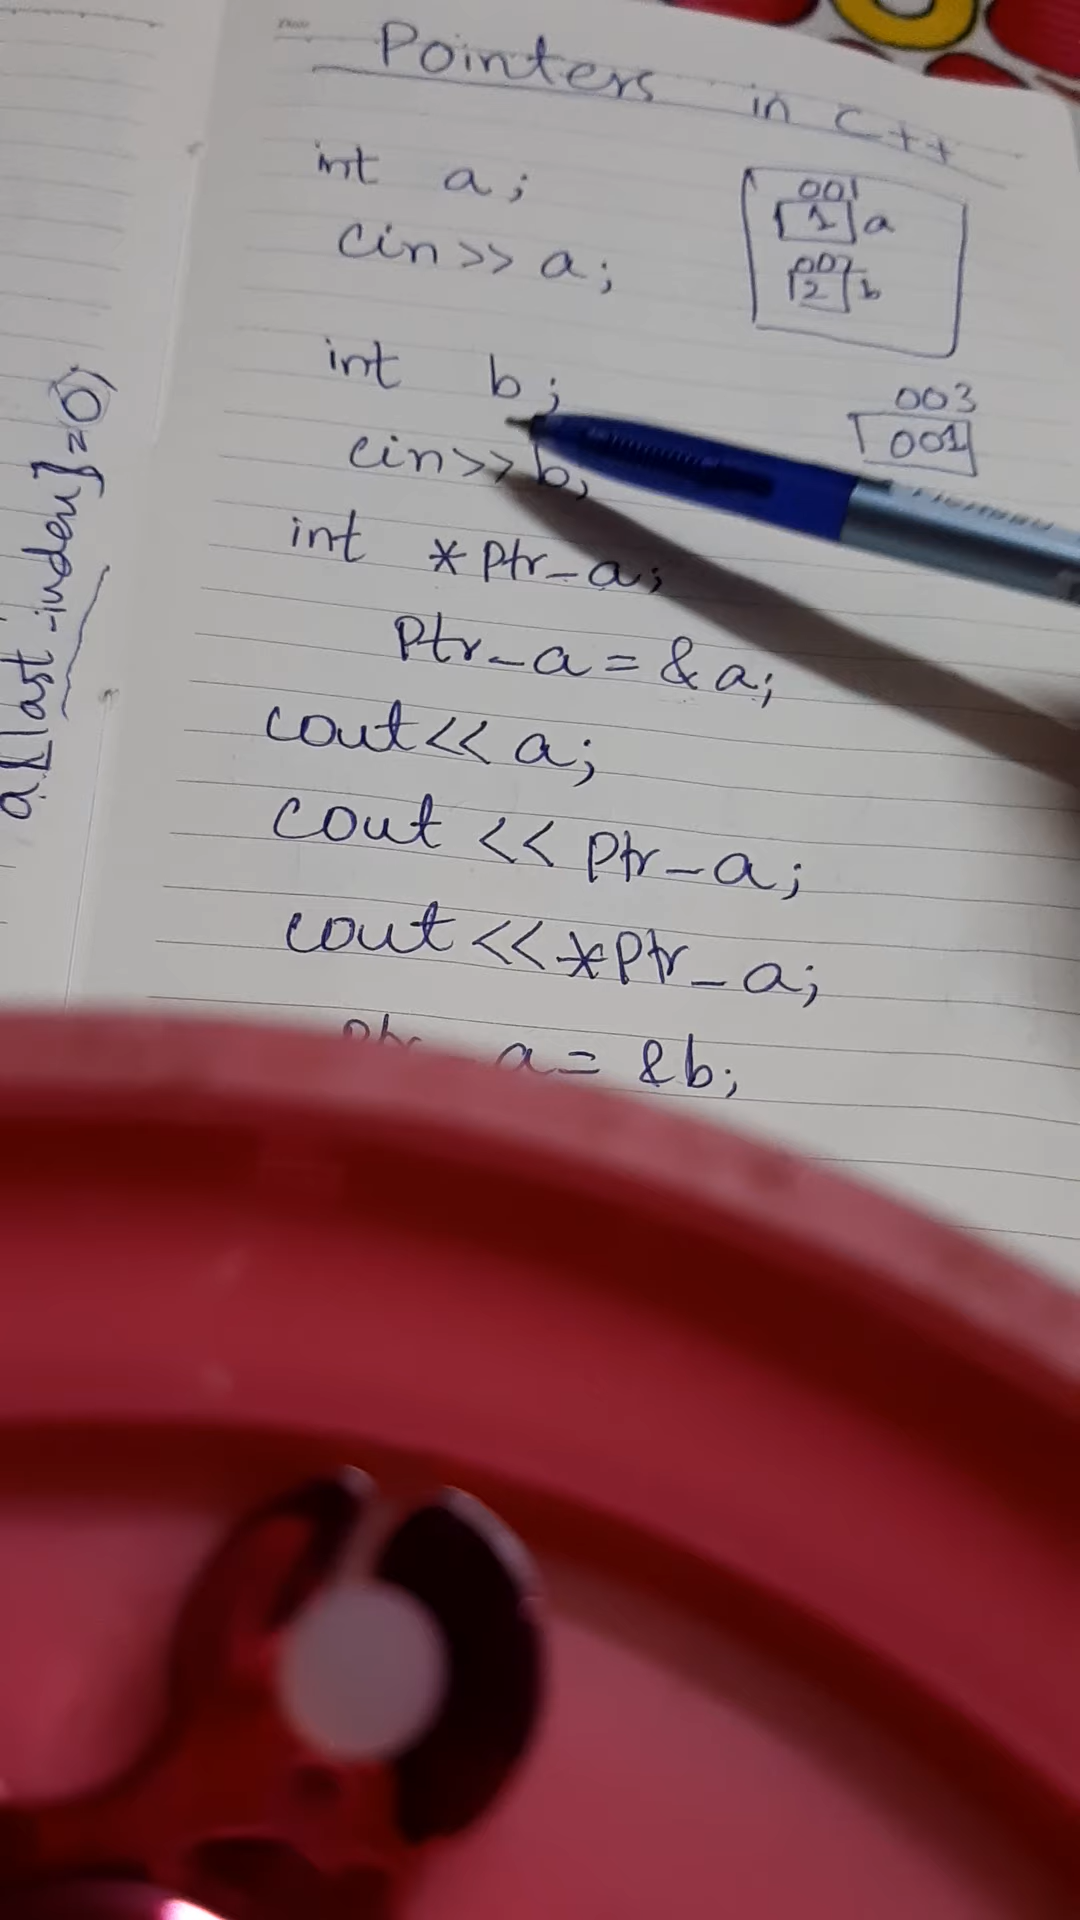 Pointers in C++
int a;
cin>> a;
int b;
cin>>b;
int *ptr_a;
ptr_a = &a;
cout<< a;
cout << ptr_a;
cout <<*ptr_a;
a = &b;
001
1 a
002
2 b
003
001
a[last-index]=0;